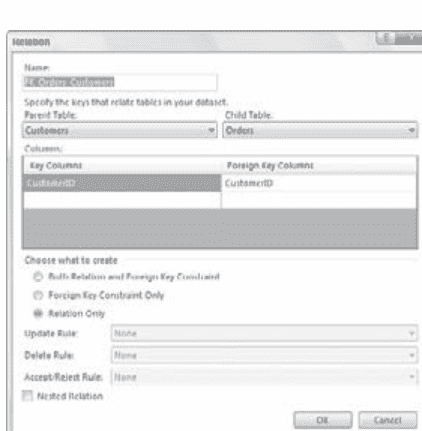 Relation
Name:
FK_Orders_Customers
Specify the keys that relate tables in your dataset.
Parent Table: Child Table:
Customers Orders
Columns:
Key Columns Foreign Key Columns
CustomerID CustomerID
Choose what to create
Both Relation and Foreign Key Constraint
Foreign Key Constraint Only
Relation Only
Update Rule: None
Delete Rule: None
Accept/Reject Rule: None
Nested Relation
OK Cancel